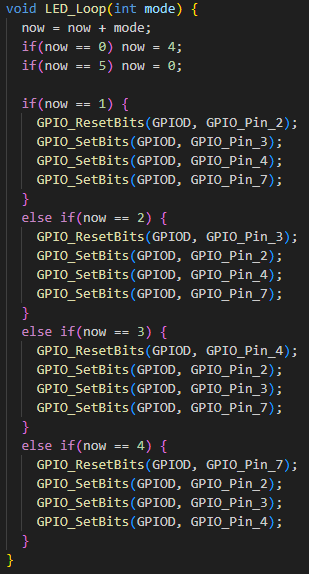 void LED_Loop(int mode) {
  now = now + mode;
  if(now == 0) now = 4;
  if(now == 5) now = 0;

  if(now == 1) {
    GPIO_ResetBits(GPIOD, GPIO_Pin_2);
    GPIO_SetBits(GPIOD, GPIO_Pin_3);
    GPIO_SetBits(GPIOD, GPIO_Pin_4);
    GPIO_SetBits(GPIOD, GPIO_Pin_7);
  }
  else if(now == 2) {
    GPIO_ResetBits(GPIOD, GPIO_Pin_3);
    GPIO_SetBits(GPIOD, GPIO_Pin_2);
    GPIO_SetBits(GPIOD, GPIO_Pin_4);
    GPIO_SetBits(GPIOD, GPIO_Pin_7);
  }
  else if(now == 3) {
    GPIO_ResetBits(GPIOD, GPIO_Pin_4);
    GPIO_SetBits(GPIOD, GPIO_Pin_2);
    GPIO_SetBits(GPIOD, GPIO_Pin_3);
    GPIO_SetBits(GPIOD, GPIO_Pin_7);
  }
  else if(now == 4) {
    GPIO_ResetBits(GPIOD, GPIO_Pin_7);
    GPIO_SetBits(GPIOD, GPIO_Pin_2);
    GPIO_SetBits(GPIOD, GPIO_Pin_3);
    GPIO_SetBits(GPIOD, GPIO_Pin_4);
  }
}